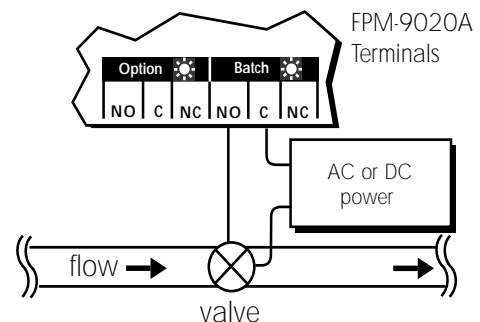 FPM-9020A
Terminals
Option Batch
NO C NC NO C NC
AC or DC
power
flow
valve